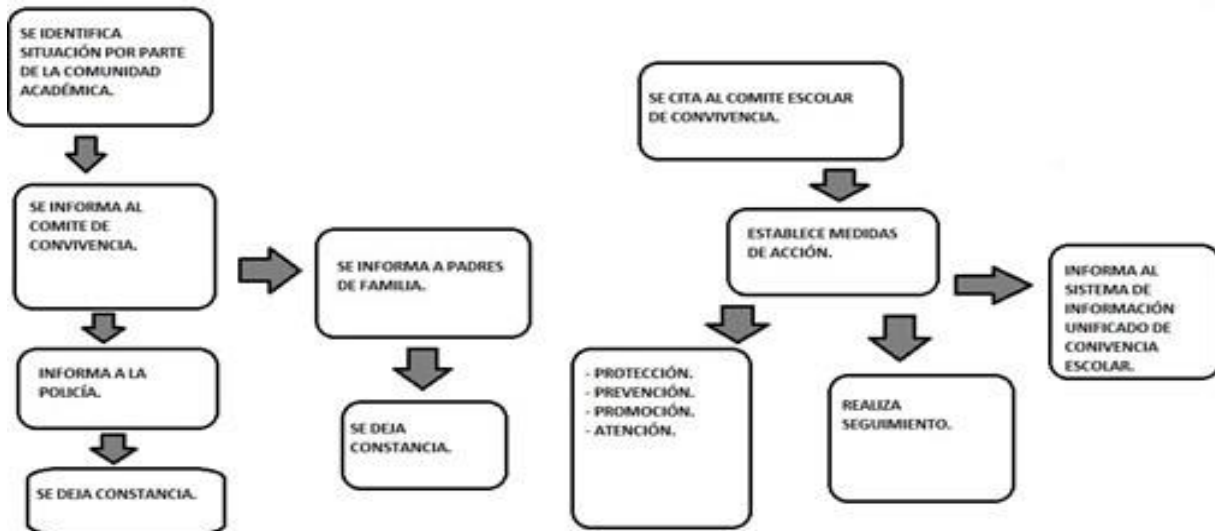 SE IDENTIFICA
SITUACIÓN POR PARTE
DE LA COMUNIDAD
ACADÉMICA.
SE INFORMA AL
COMITE DE
CONVIVENCIA.
INFORMA A LA
POLICÍA.
SE DEJA CONSTANCIA.
SE INFORMA A PADRES
DE FAMILIA.
SE DEJA
CONSTANCIA.
SE CITA AL COMITE ESCOLAR
DE CONVIVENCIA.
ESTABLECE MEDIDAS
DE ACCIÓN.
- PROTECCIÓN.
- PREVENCIÓN.
- PROMOCIÓN.
- ATENCIÓN.
REALIZA
SEGUIMIENTO.
INFORMA AL
SISTEMA DE
INFORMACIÓN
UNIFICADO DE
CONIVENCIA
ESCOLAR.